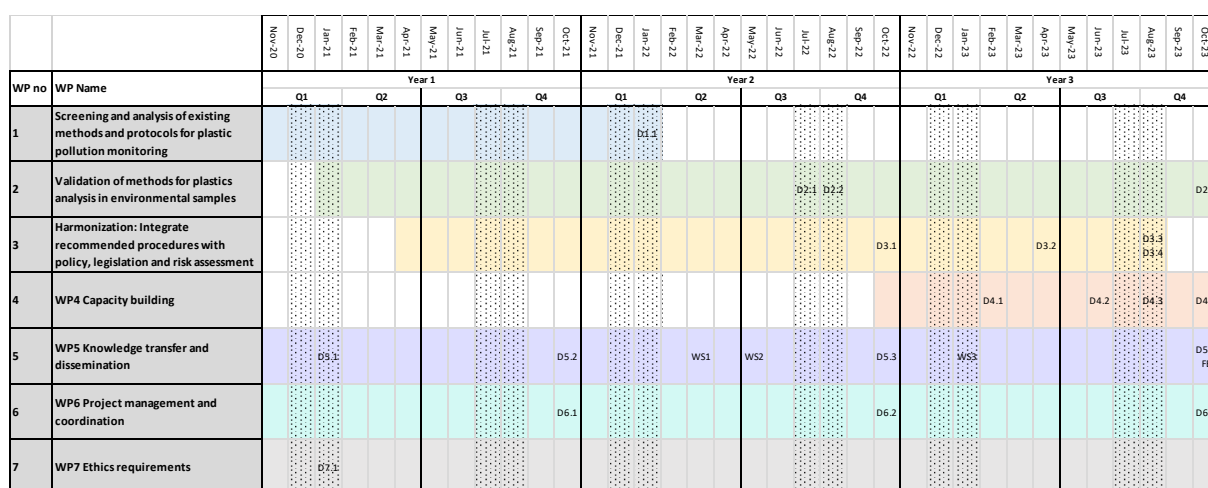 Nov-20 Dec-20 Jan-21 Feb-21 Mar-21 Apr-21 May-21 Jun-21 Jul-21 Aug-21 Sep-21 Oct-21 Nov-21 Dec-21 Jan-22 Feb-22 Mar-22 Apr-22 May-22 Jun-22 Jul-22 Aug-22 Sep-22 Oct-22 Nov-22 Dec-22 Jan-23 Feb-23 Mar-23 Apr-23 May-23 Jun-23 Jul-23 Aug-23 Sep-23 Oct-23
WP no WP Name Year 1 Year 2 Year 3
Q1 Q2 Q3 Q4 Q1 Q2 Q3 Q4 Q1 Q2 Q3 Q4
Screening and analysis of existing
1 methods and protocols for plastic D1.1
pollution monitoring
2 Validation of methods for plastics
analysis in environmental samples D2.1 D2.2 D2
Harmonization: Integrate
3 recommended procedures with D3.1 D3.2 D3.3
policy, legislation and risk assessment D3.4
4 WP4 Capacity building D4.1 D4.2 D4.3 D4
5 WP5 Knowledge transfer and D5
dissemination D5.1 D5.2 WS1 WS2 D5.3 WS3
6 WP6 Project management and
coordination D6.1 D6.2 D6
7 WP7 Ethics requirements D7.1